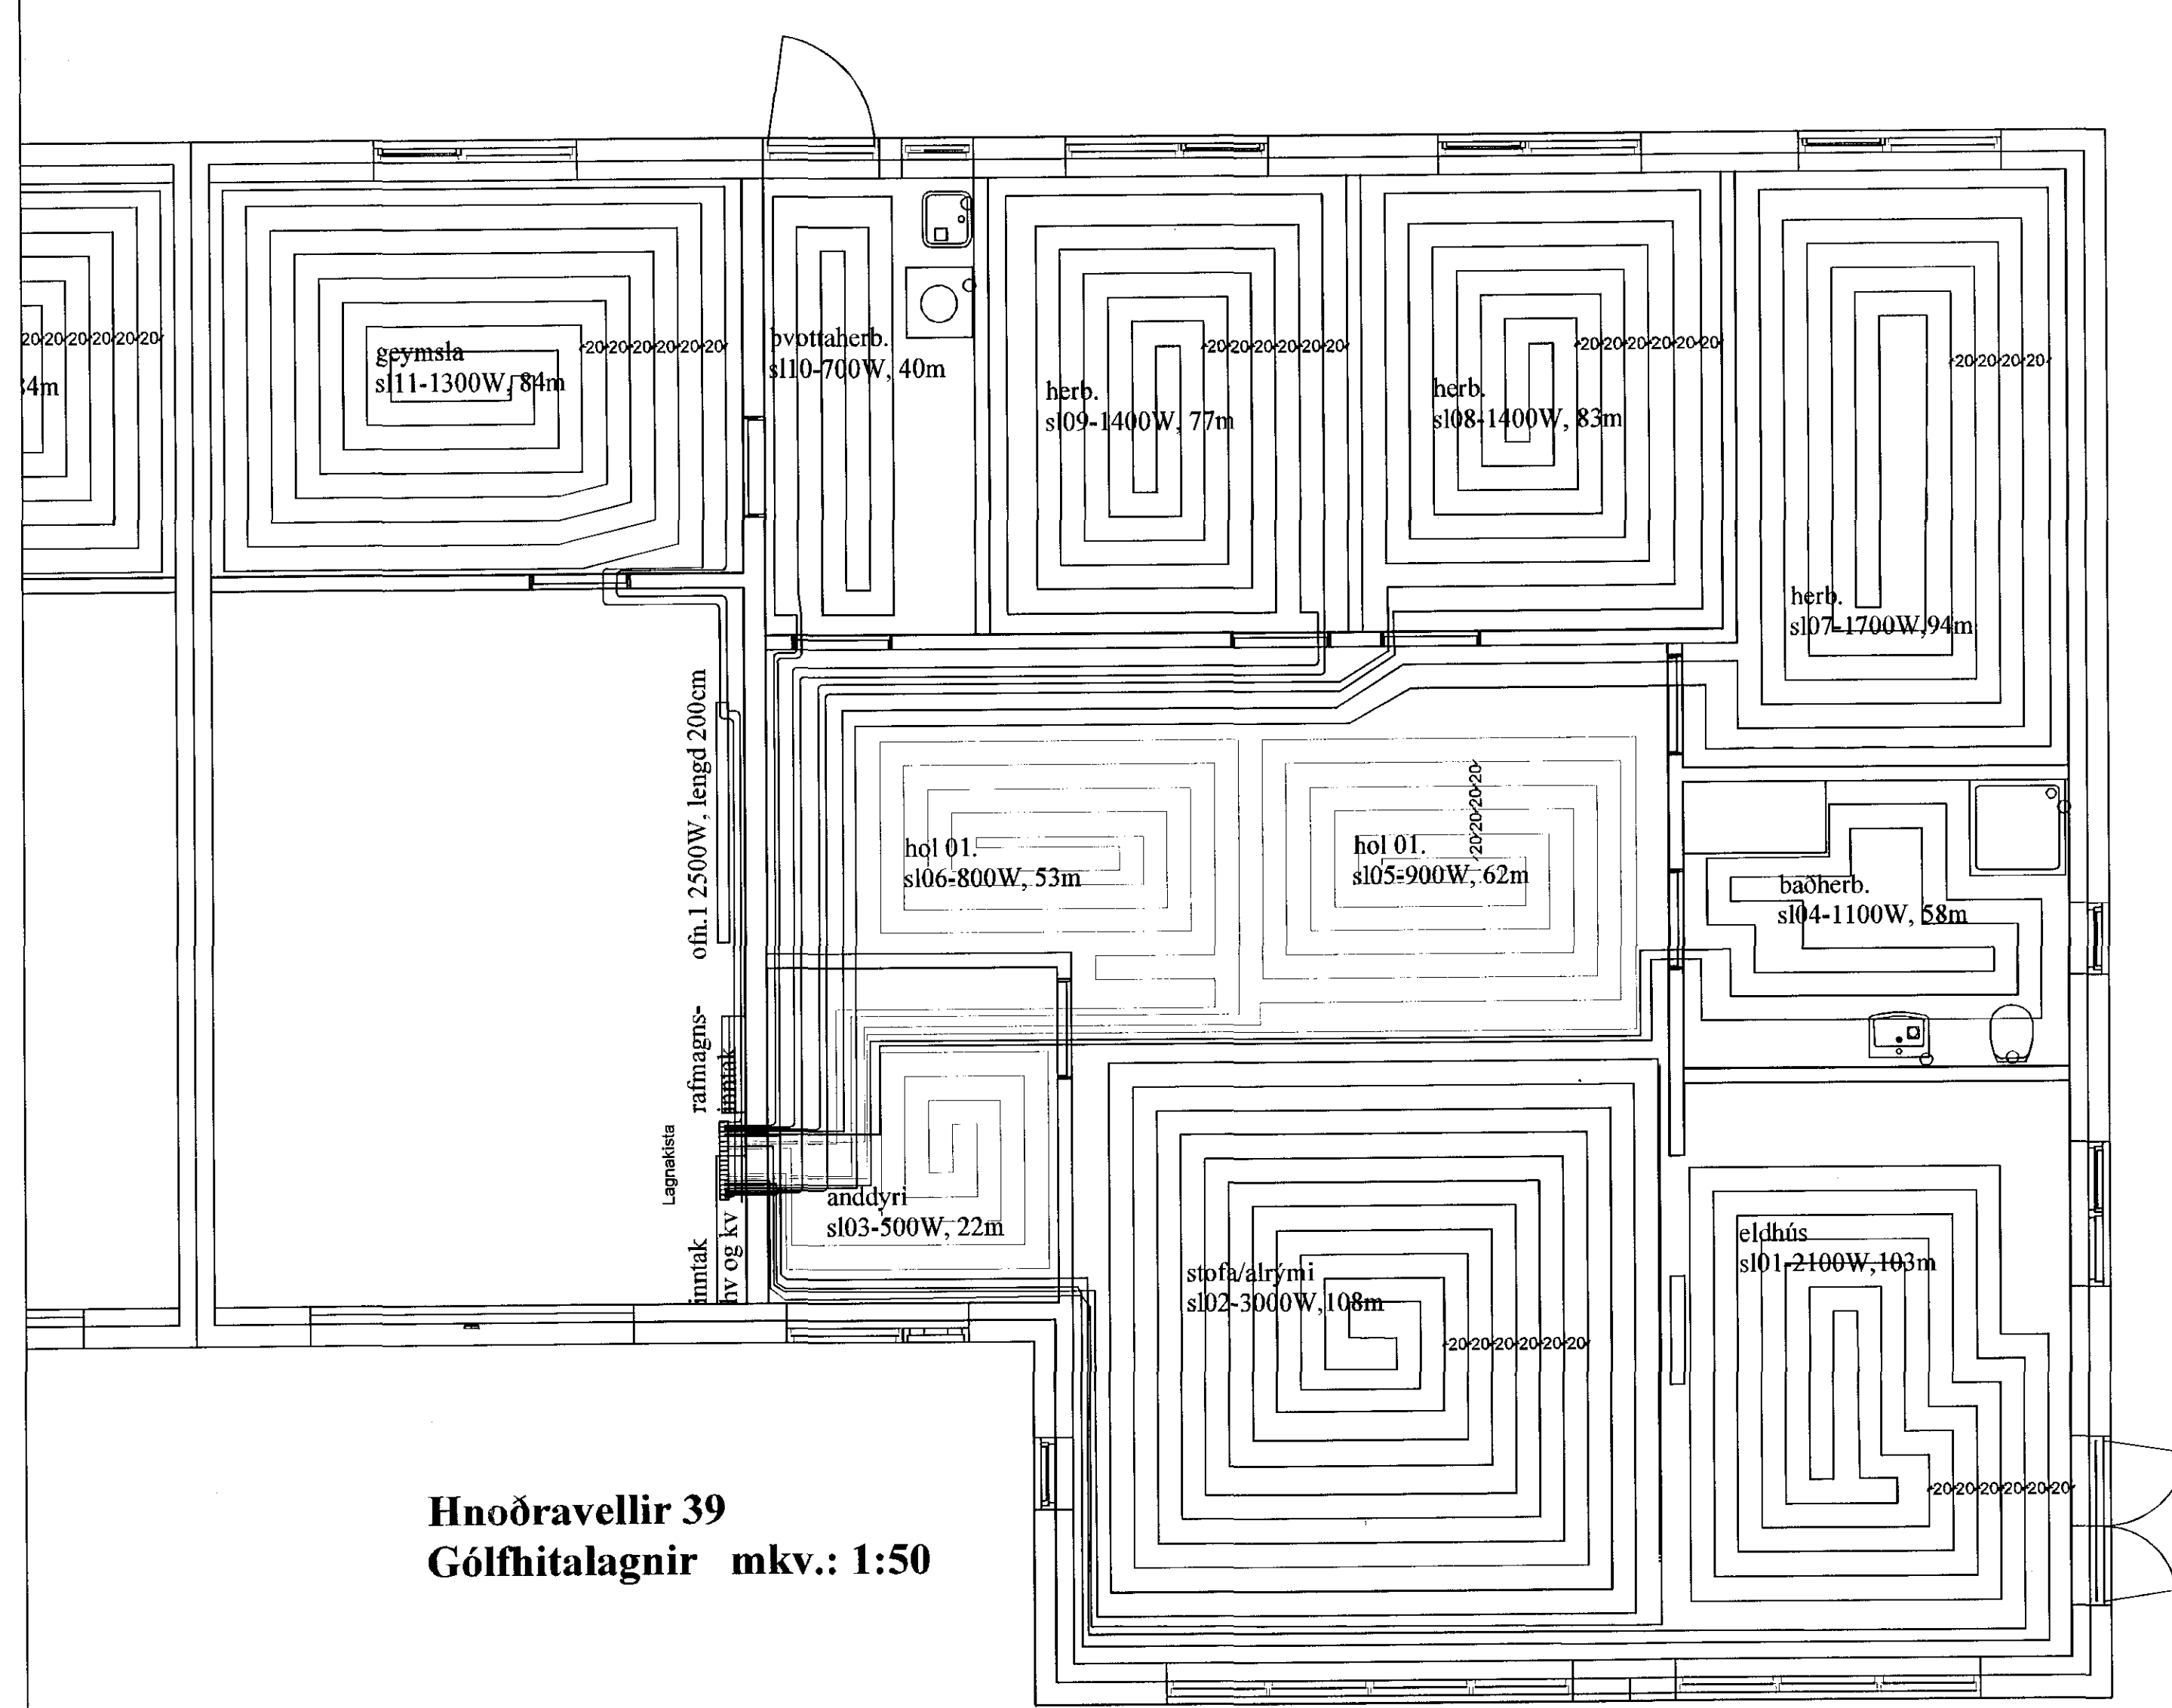 geymsla
sl11-1300W, 84m
þvottaherb.
sl10-700W, 40m
herb.
sl09-1400W, 77m
herb.
sl08-1400W, 83m
herb.
sl07-1700W,94m
20 20 20 20 20 20
34m
20 20 20 20 20 20
20 20 20 20 20 20
20 20 20 20 20 20
20 20 20 20
ofn.1 2500W, lengd 200cm
hol 01.
sl06-800W, 53m
hol 01.
sl05-900W, 62m
20 20 20 20
baðherb.
sl04-1100W, 58m
rafmagns-
inntak
Lagnakista
inntak
hv og kv
anddyri
sl03-500W, 22m
stofa/alrými
sl02-3000W,108m
20 20 20 20 20 20
eldhús
sl01-2100W,103m
20 20 20 20 20 20
Hnoðravellir 39
Gólfhitalagnir mkv.: 1:50